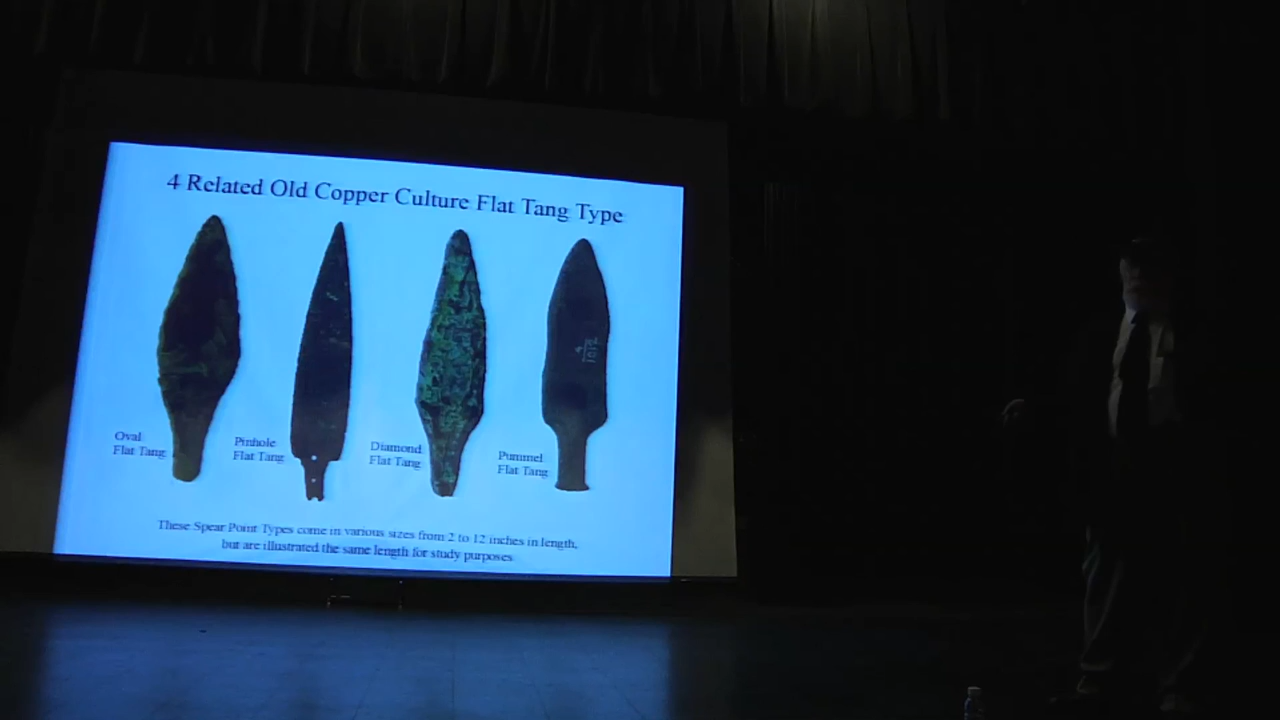 4 Related Old Copper Culture Flat Tang Type
Oval
Flat Tang
Pinhole
Flat Tang
Diamond
Flat Tang
Pummel
Flat Tang
These Spear Point Types come in various sizes from 2 to 12 inches in length,
but are illustrated the same length for study purposes